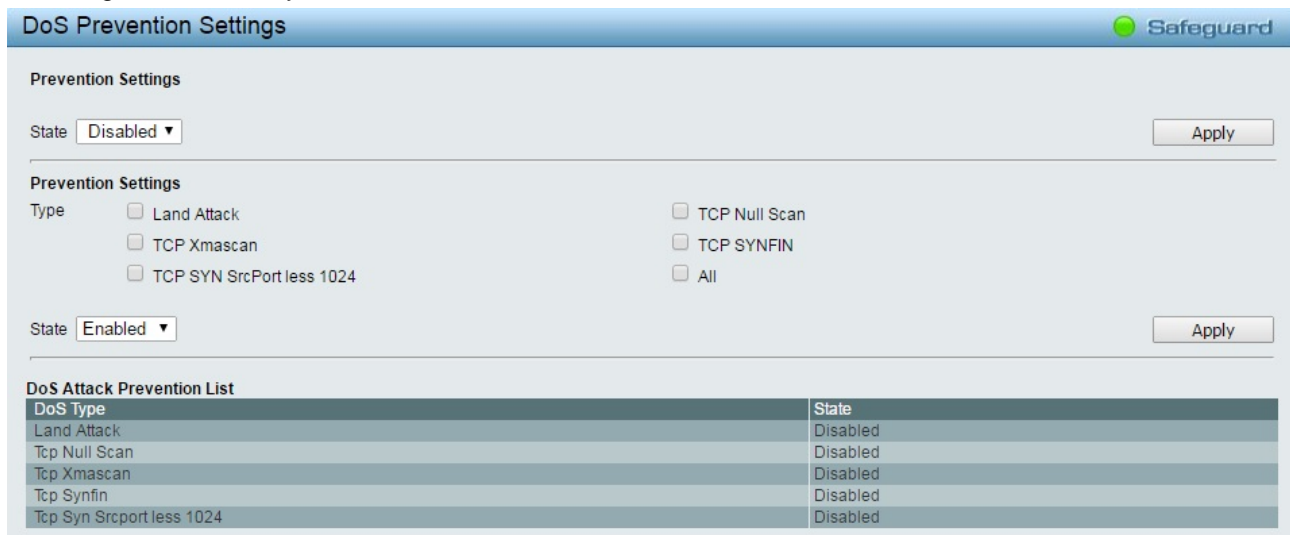 DoS Prevention Settings Safeguard
Prevention Settings
State Disabled ▼ Apply
Prevention Settings
Type Land Attack TCP Null Scan
TCP Xmascan TCP SYNFIN
TCP SYN SrcPort less 1024 All
State Enabled ▼ Apply
DoS Attack Prevention List
DoS Type State
Land Attack Disabled
Tcp Null Scan Disabled
Tcp Xmascan Disabled
Tcp Synfin Disabled
Tcp Syn Srcport less 1024 Disabled